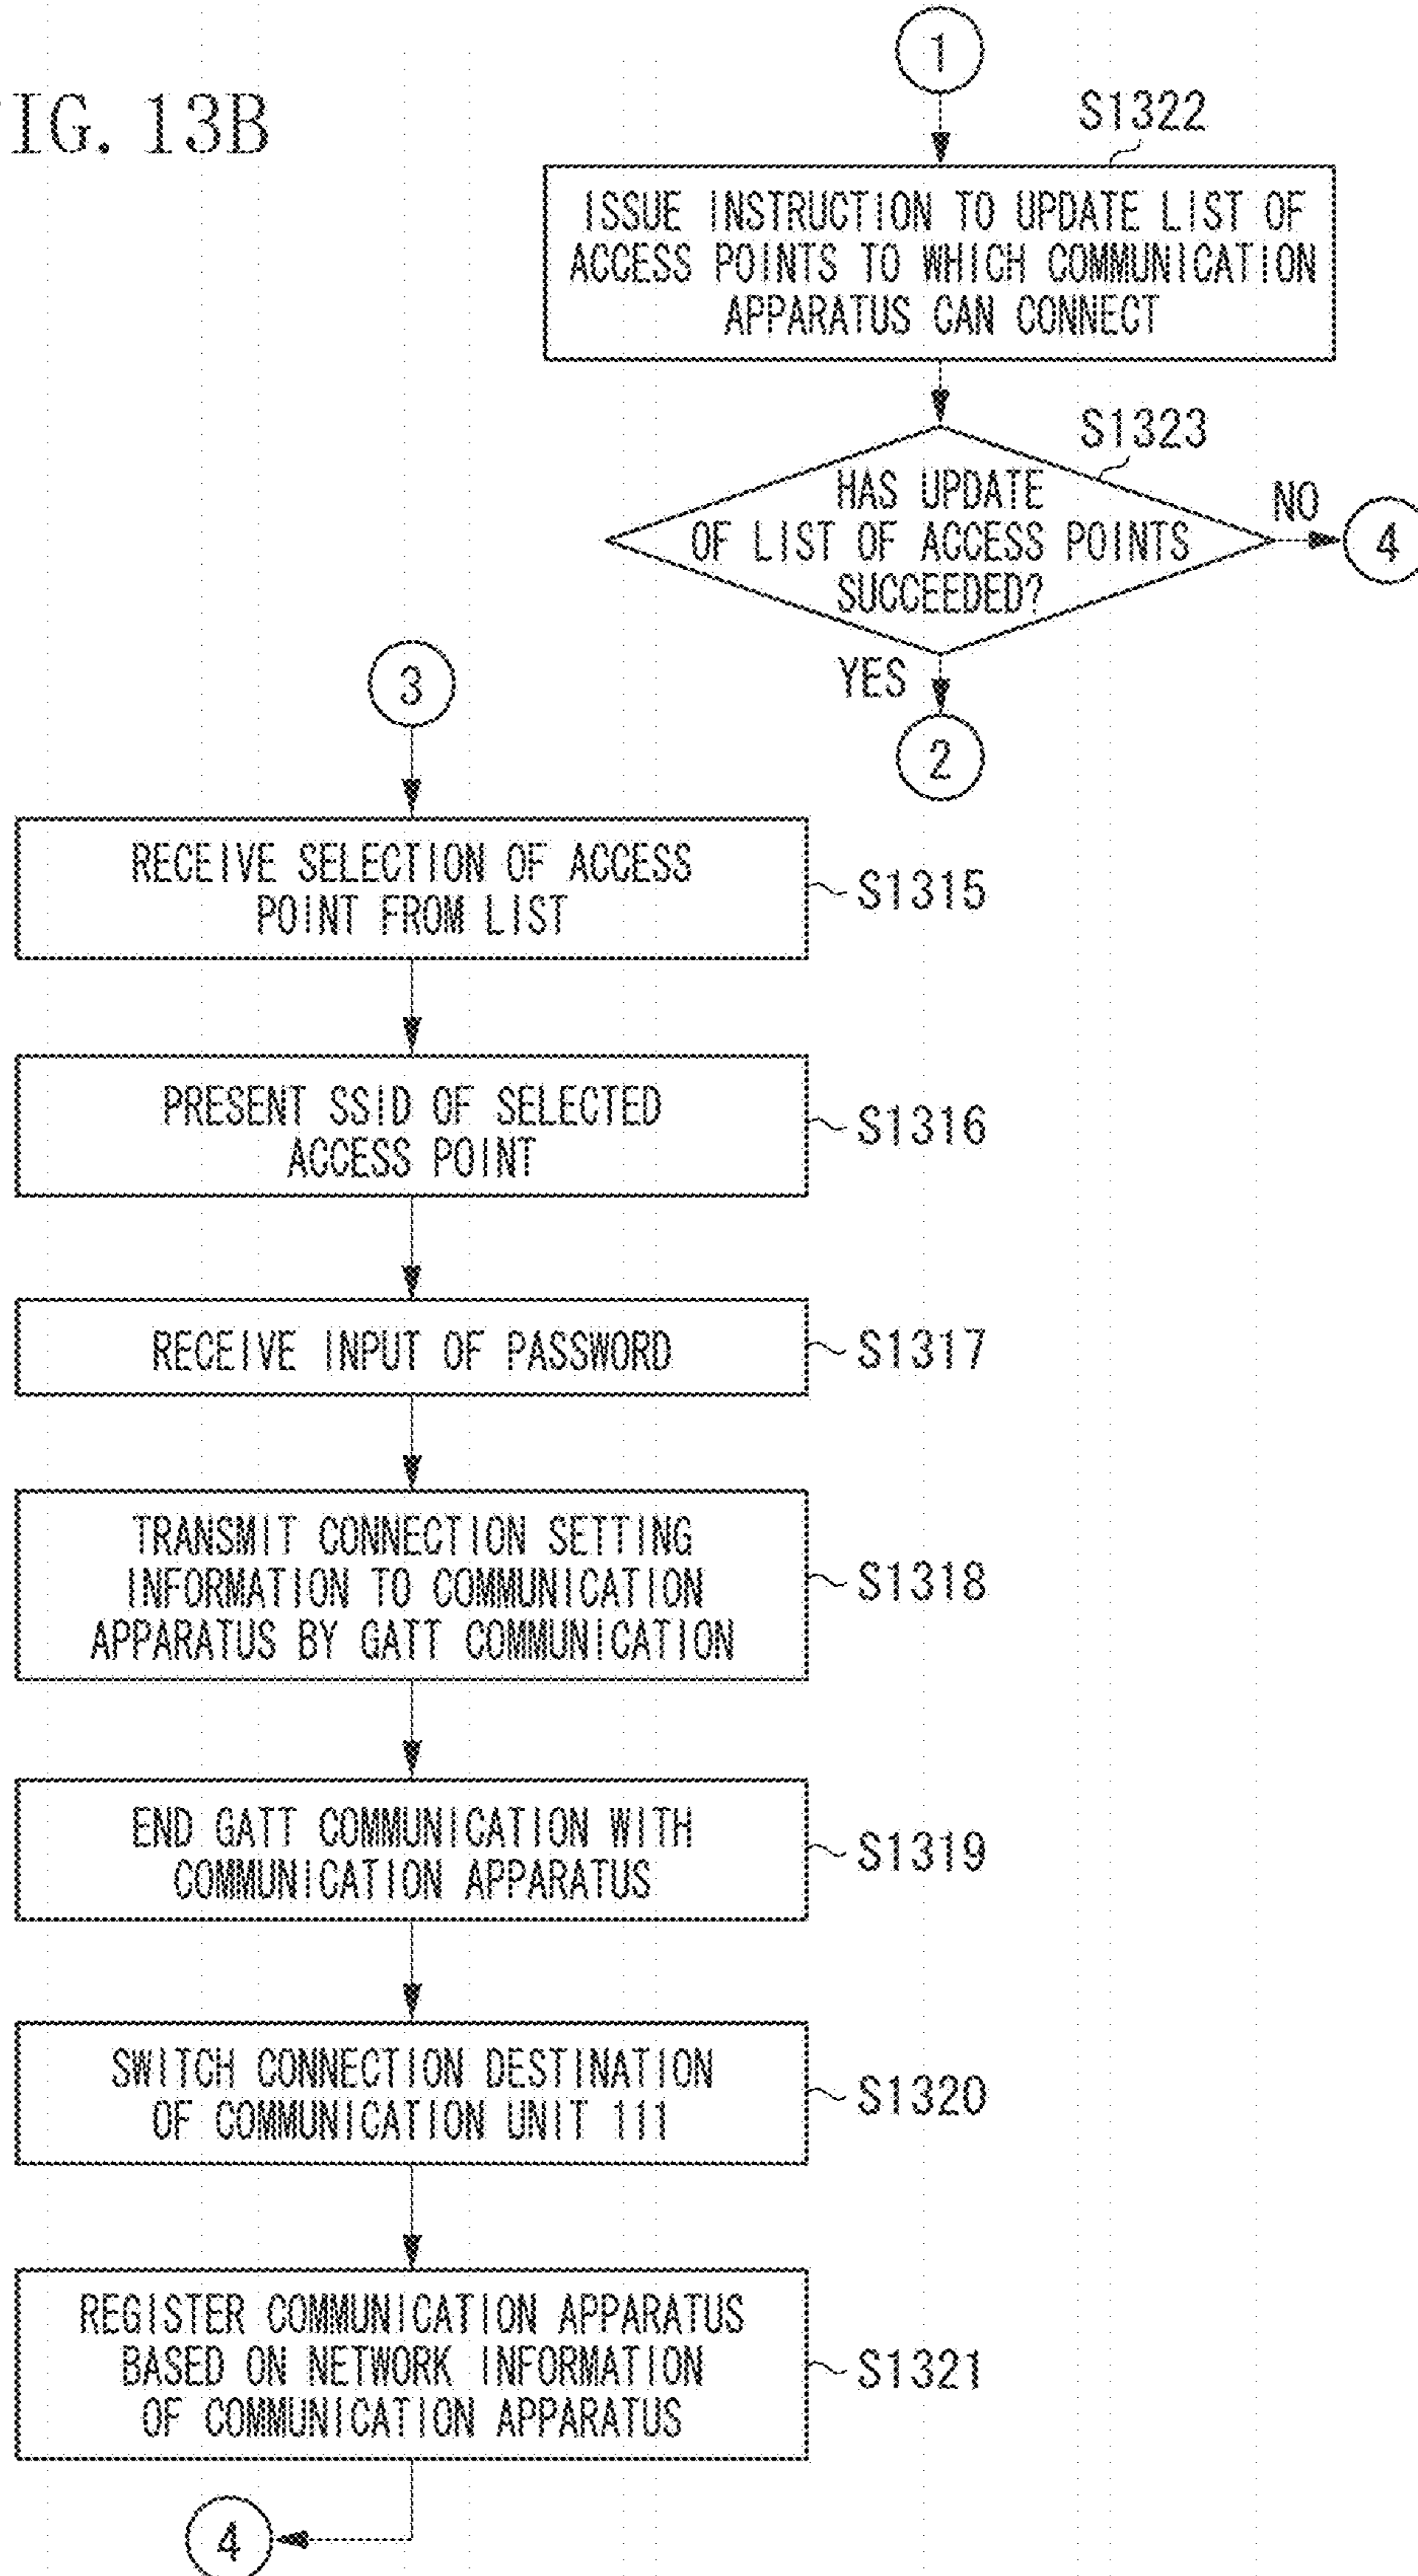 IG. 13B
1
S1322
ISSUE INSTRUCTION TO UPDATE LIST OF
ACCESS POINTS TO WHICH COMMUNICATION
APPARATUS CAN CONNECT
S1323
HAS UPDATE
OF LIST OF ACCESS POINTS
SUCCEEDED?
NO
4
YES
2
3
RECEIVE SELECTION OF ACCESS
POINT FROM LIST
S1315
PRESENT SSID OF SELECTED
ACCESS POINT
S1316
RECEIVE INPUT OF PASSWORD
S1317
TRANSMIT CONNECTION SETTING
INFORMATION TO COMMUNICATION
APPARATUS BY GATT COMMUNICATION
S1318
END GATT COMMUNICATION WITH
COMMUNICATION APPARATUS
S1319
SWITCH CONNECTION DESTINATION
OF COMMUNICATION UNIT 111
S1320
REGISTER COMMUNICATION APPARATUS
BASED ON NETWORK INFORMATION
OF COMMUNICATION APPARATUS
S1321
4